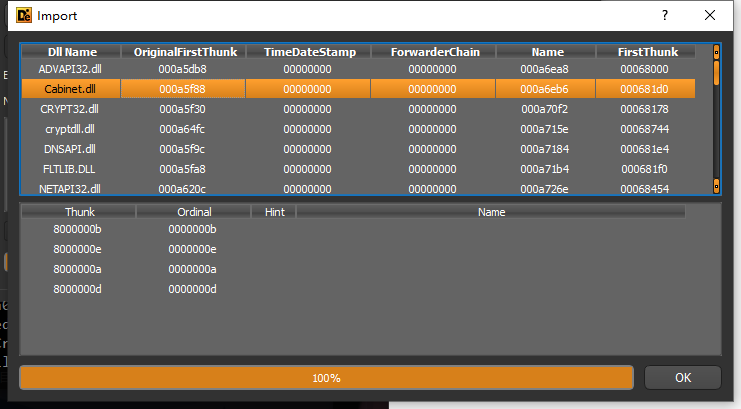 Import
? 
Dll Name OriginalFirstThunk TimeDateStamp ForwarderChain Name FirstThunk
ADVAPI32.dll 000a5db8 00000000 00000000 000a6ea8 00068000
Cabinet.dll 000a5f88 00000000 00000000 000a6eb6 000681d0
CRYPT32.dll 000a5f30 00000000 00000000 000a70f2 00068178
cryptdll.dll 000a64fc 00000000 00000000 000a715e 00068744
DNSAPI.dll 000a5f9c 00000000 00000000 000a7184 000681e4
FLTLIB.DLL 000a5fa8 00000000 00000000 000a71b4 000681f0
NETAPI32.dll 000a620c 00000000 00000000 000a726e 00068454
Thunk Ordinal Hint Name
8000000b 0000000b
8000000e 0000000e
8000000a 0000000a
8000000d 0000000d
100%
OK